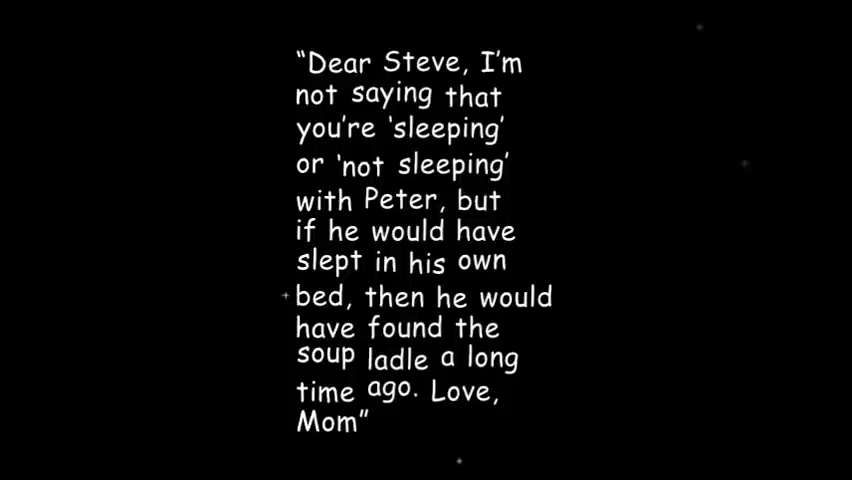 “Dear Steve, I’m
not saying that
you’re ‘sleeping’
or ‘not sleeping’
with Peter, but
if he would have
slept in his own
bed, then he would
have found the
soup ladle a long
time ago. Love,
Mom”